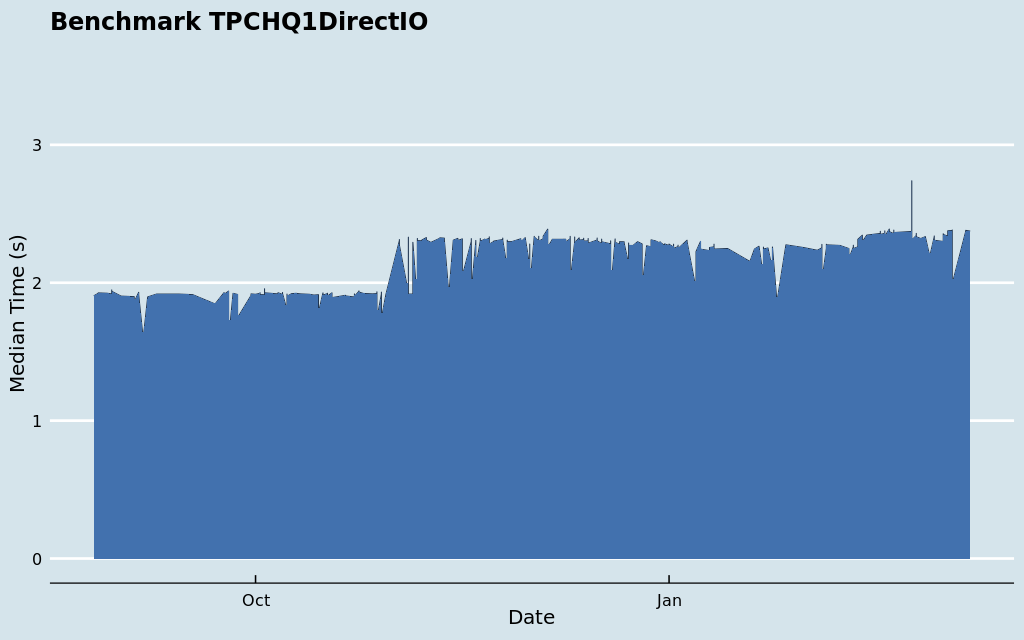 Benchmark TPCHQ1DirectIO
Median Time (s)
3
2
1
0
Oct
Jan
Date